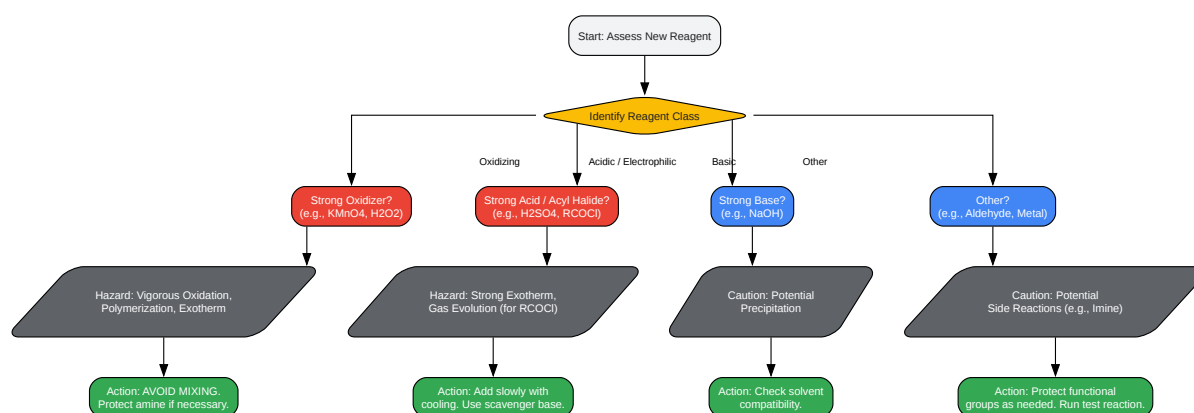 Start: Assess New Reagent
Identify Reagent Class
Oxidizing
Acidic / Electrophilic
Basic
Other
Strong Oxidizer?
(e.g., KMnO4, H2O2)
Strong Acid / Acyl Halide?
(e.g., H2SO4, RCOCl)
Strong Base?
(e.g., NaOH)
Other?
(e.g., Aldehyde, Metal)
Hazard: Vigorous Oxidation,
Polymerization, Exotherm
Hazard: Strong Exotherm,
Gas Evolution (for RCOCl)
Caution: Potential
Precipitation
Caution: Potential
Side Reactions (e.g., Imine)
Action: AVOID MIXING.
Protect amine if necessary.
Action: Add slowly with
cooling. Use scavenger base.
Action: Check solvent
compatibility.
Action: Protect functional
groups as needed. Run test reaction.